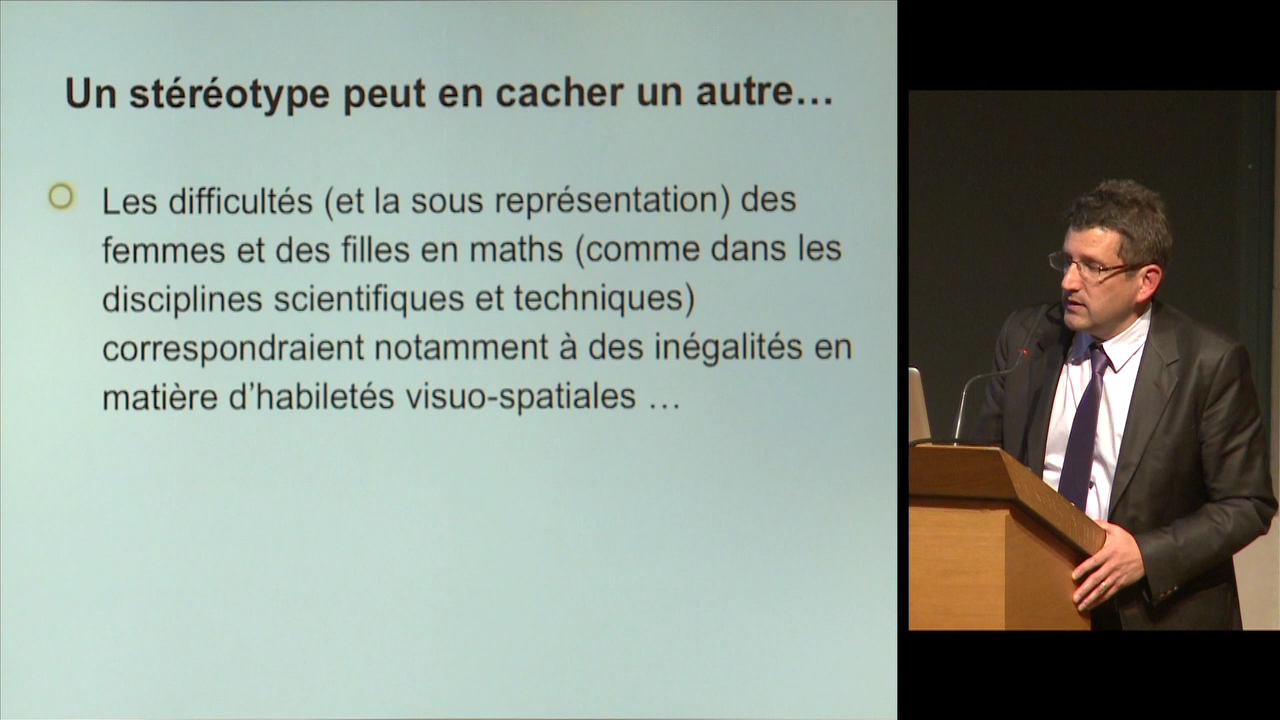 Un stéréotype peut en cacher un autre…
Les difficultés (et la sous représentation) des
femmes et des filles en maths (comme dans les
disciplines scientifiques et techniques)
correspondraient notamment à des inégalités en
matière d'habiletés visuo-spatiales …